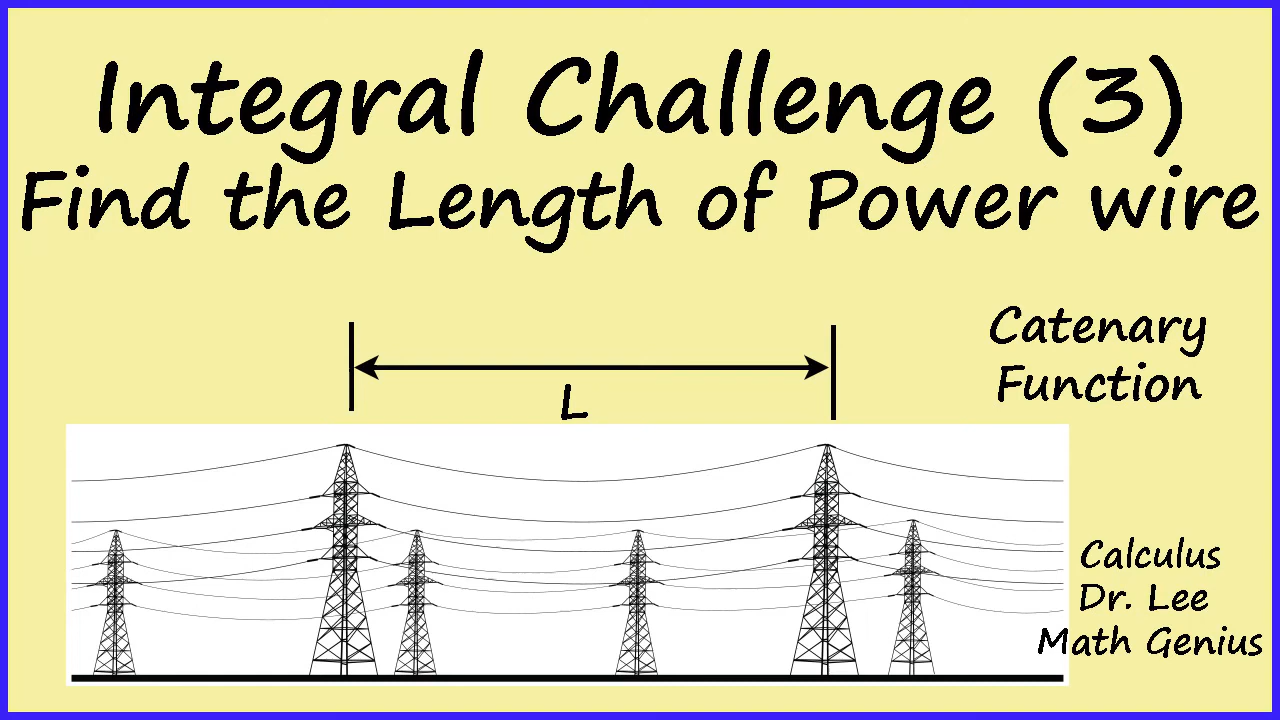 Integral Challenge (3)
Find the Length of Power wire
Catenary
Function
L
Calculus
Dr. Lee
Math Genius